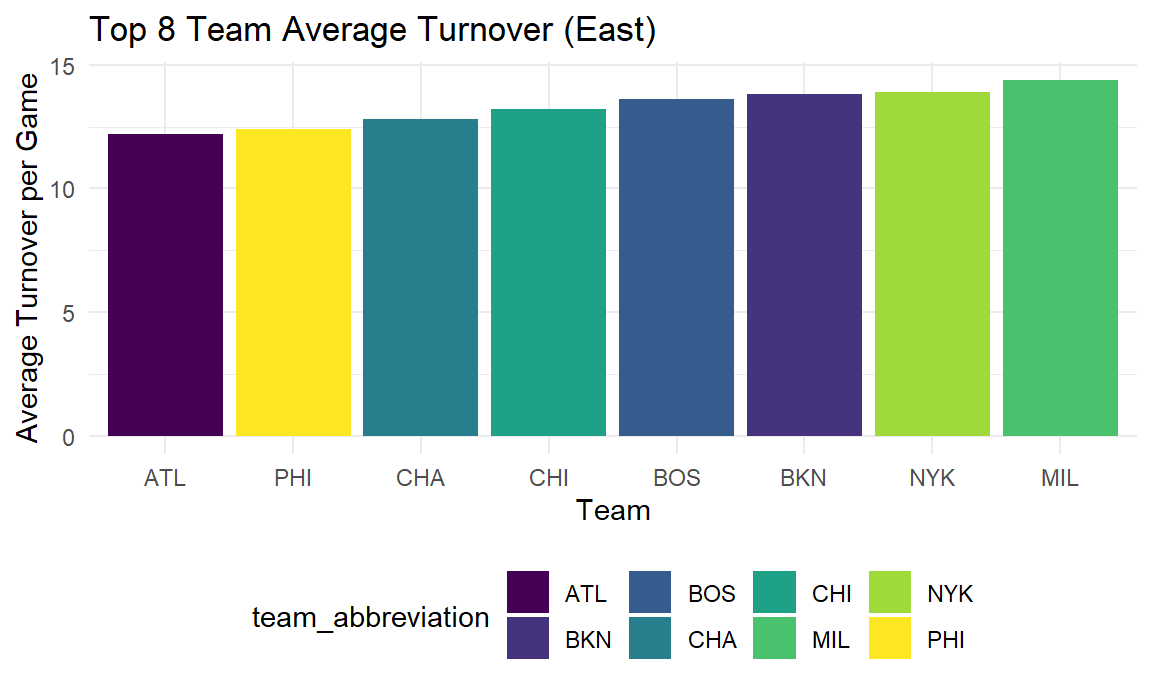 Top 8 Team Average Turnover (East)
Average Turnover per Game
15
10
5
0
ATL PHI CHA CHI BOS BKN NYK MIL
Team
team_abbreviation
ATL BOS CHI NYK
BKN CHA MIL PHI